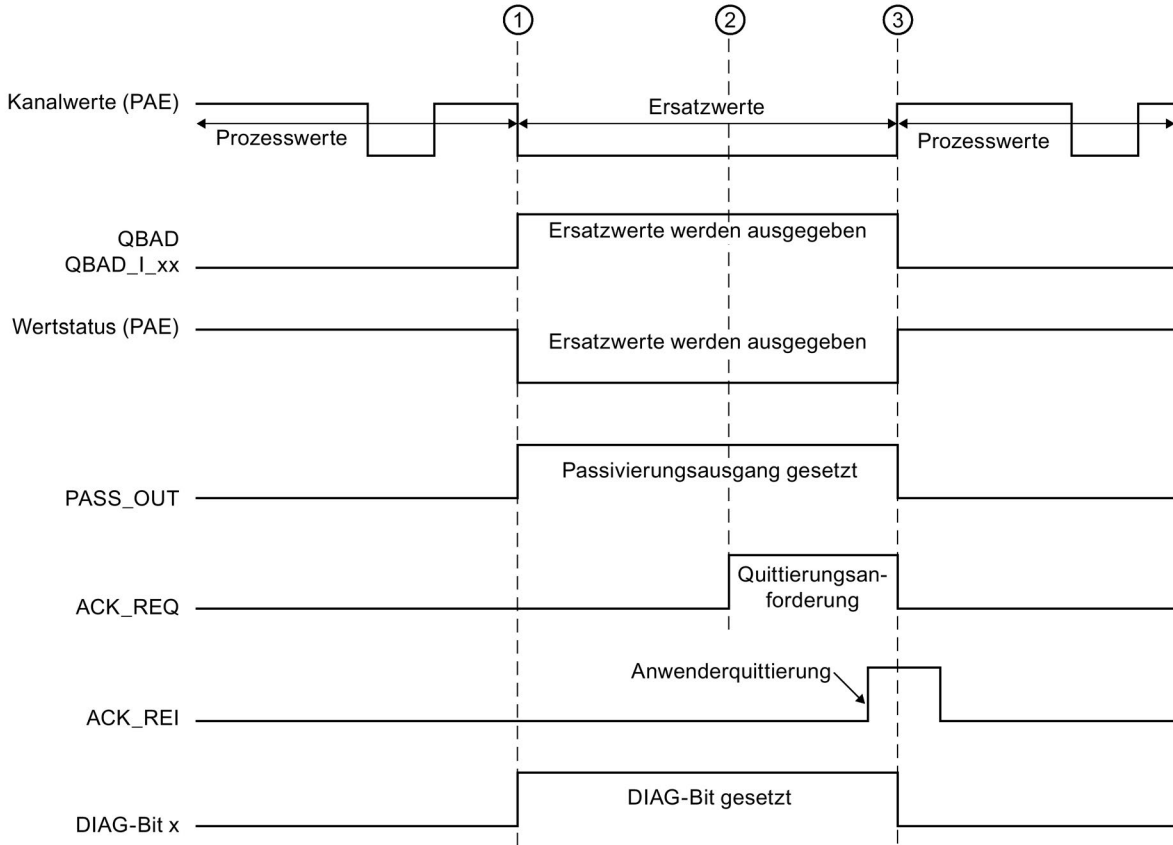 1
2
3
Kanalwerte (PAE)
Prozesswerte
Ersatzwerte
Prozesswerte
QBAD
QBAD_I_xx
Ersatzwerte werden ausgegeben
Wertstatus (PAE)
Ersatzwerte werden ausgegeben
PASS_OUT
Passivierungsausgang gesetzt
ACK_REQ
Quittierungsan-
forderung
Anwenderquittierung
ACK_REI
DIAG-Bit x
DIAG-Bit gesetzt